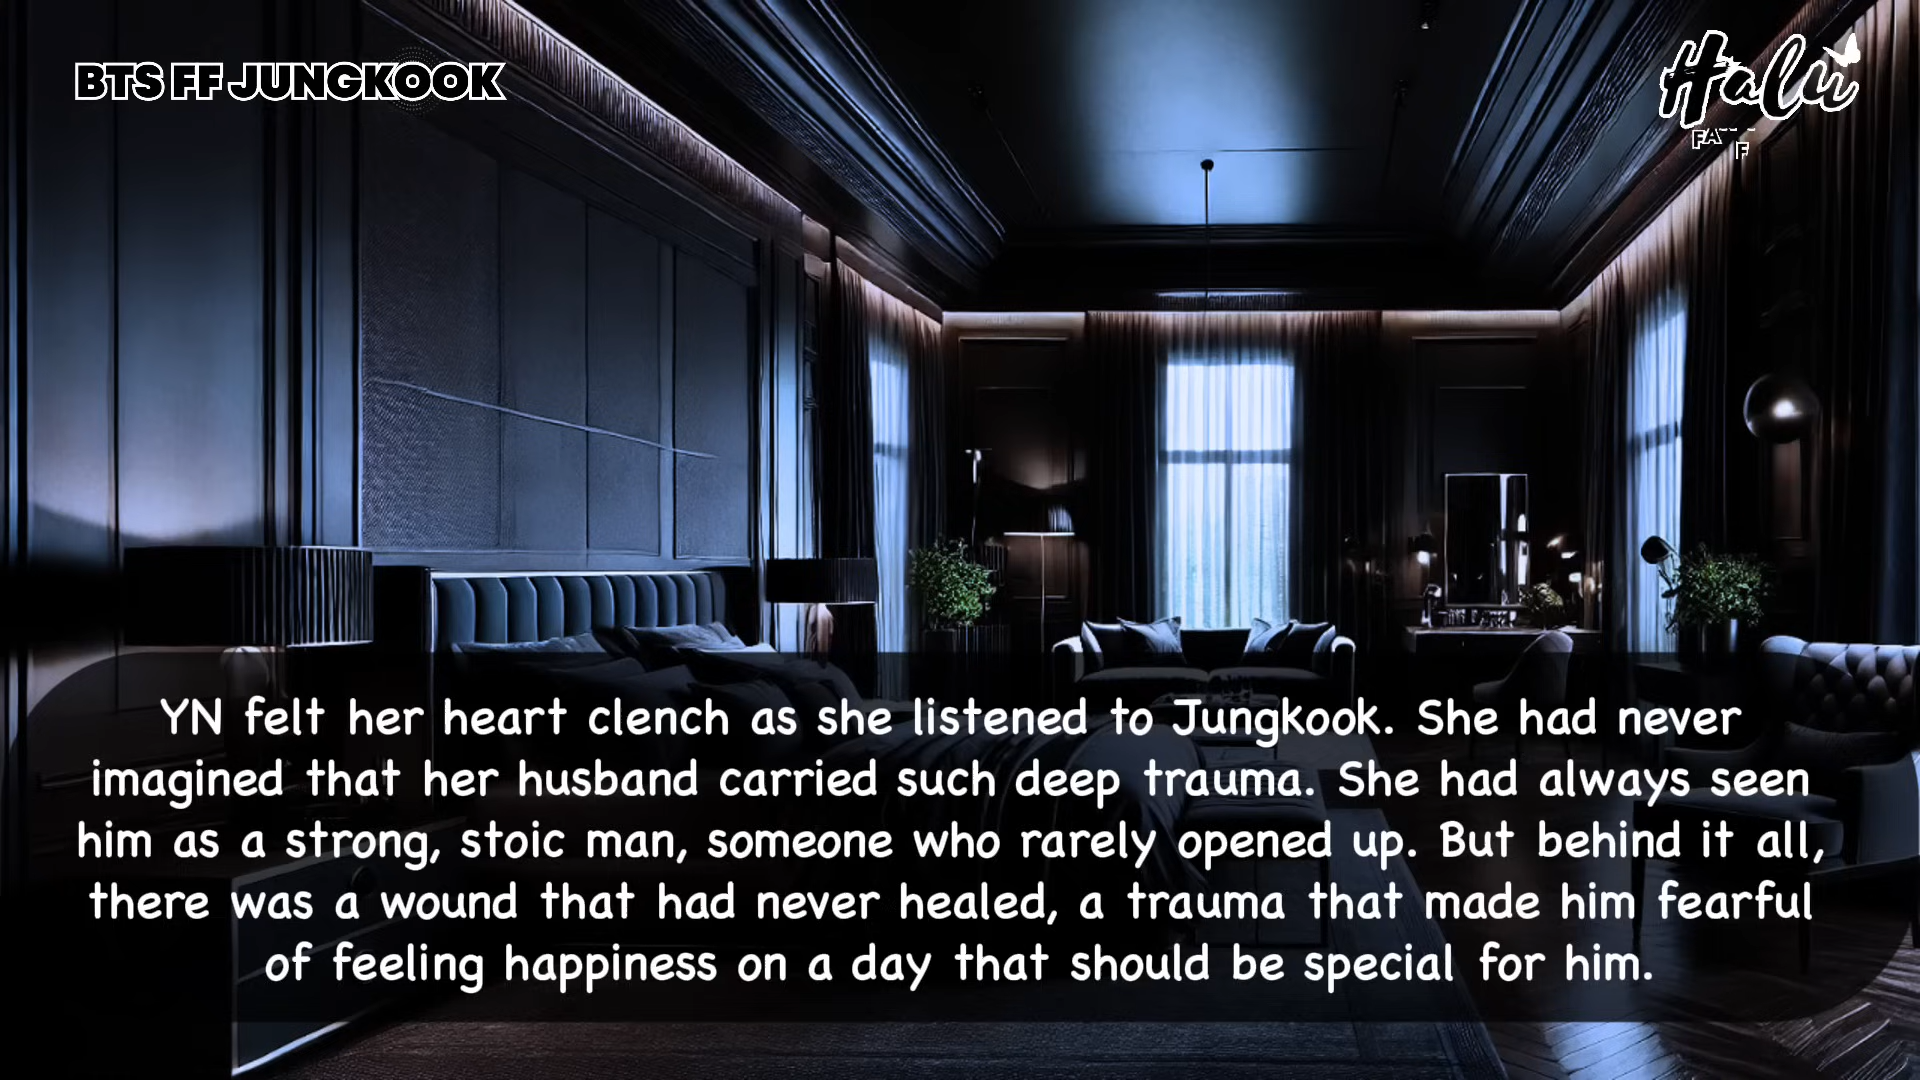 BTS FF JUNGKOOK
Halu
YN felt her heart clench as she listened to Jungkook. She had never
imagined that her husband carried such deep trauma. She had always seen
him as a strong, stoic man, someone who rarely opened up. But behind it all,
there was a wound that had never healed, a trauma that made him fearful
of feeling happiness on a day that should be special for him.